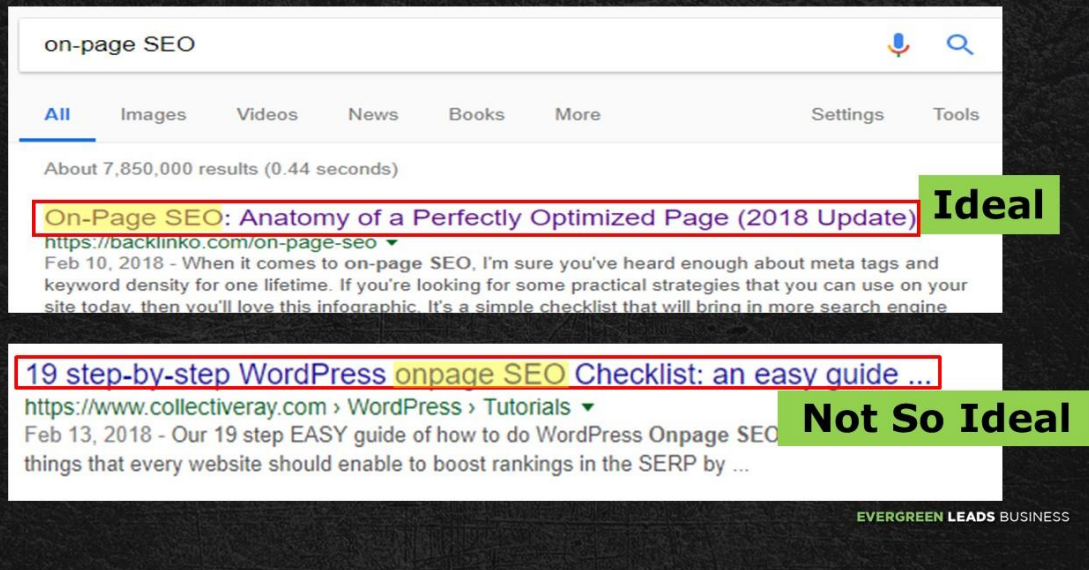 on-page SEO
All Images Videos News Books More Settings Tools
About 7,850,000 results (0.44 seconds)
On-Page SEO: Anatomy of a Perfectly Optimized Page (2018 Update)
Ideal
https://backlinko.com/on-page-seo
Feb 10, 2018 - When it comes to on-page SEO, I'm sure you've heard enough about meta tags and
keyword density for one lifetime. If you're looking for some practical strategies that you can use on your
site today, then you'll love this infographic. It's a simple checklist that will bring in more search engine
19 step-by-step WordPress onpage SEO Checklist: an easy guide ...
https://www.collectiveray.com › WordPress › Tutorials
Not So Ideal
Feb 13, 2018 - Our 19 step EASY guide of how to do WordPress Onpage SEO
things that every website should enable to boost rankings in the SERP by ...
EVERGREEN LEADS BUSINESS